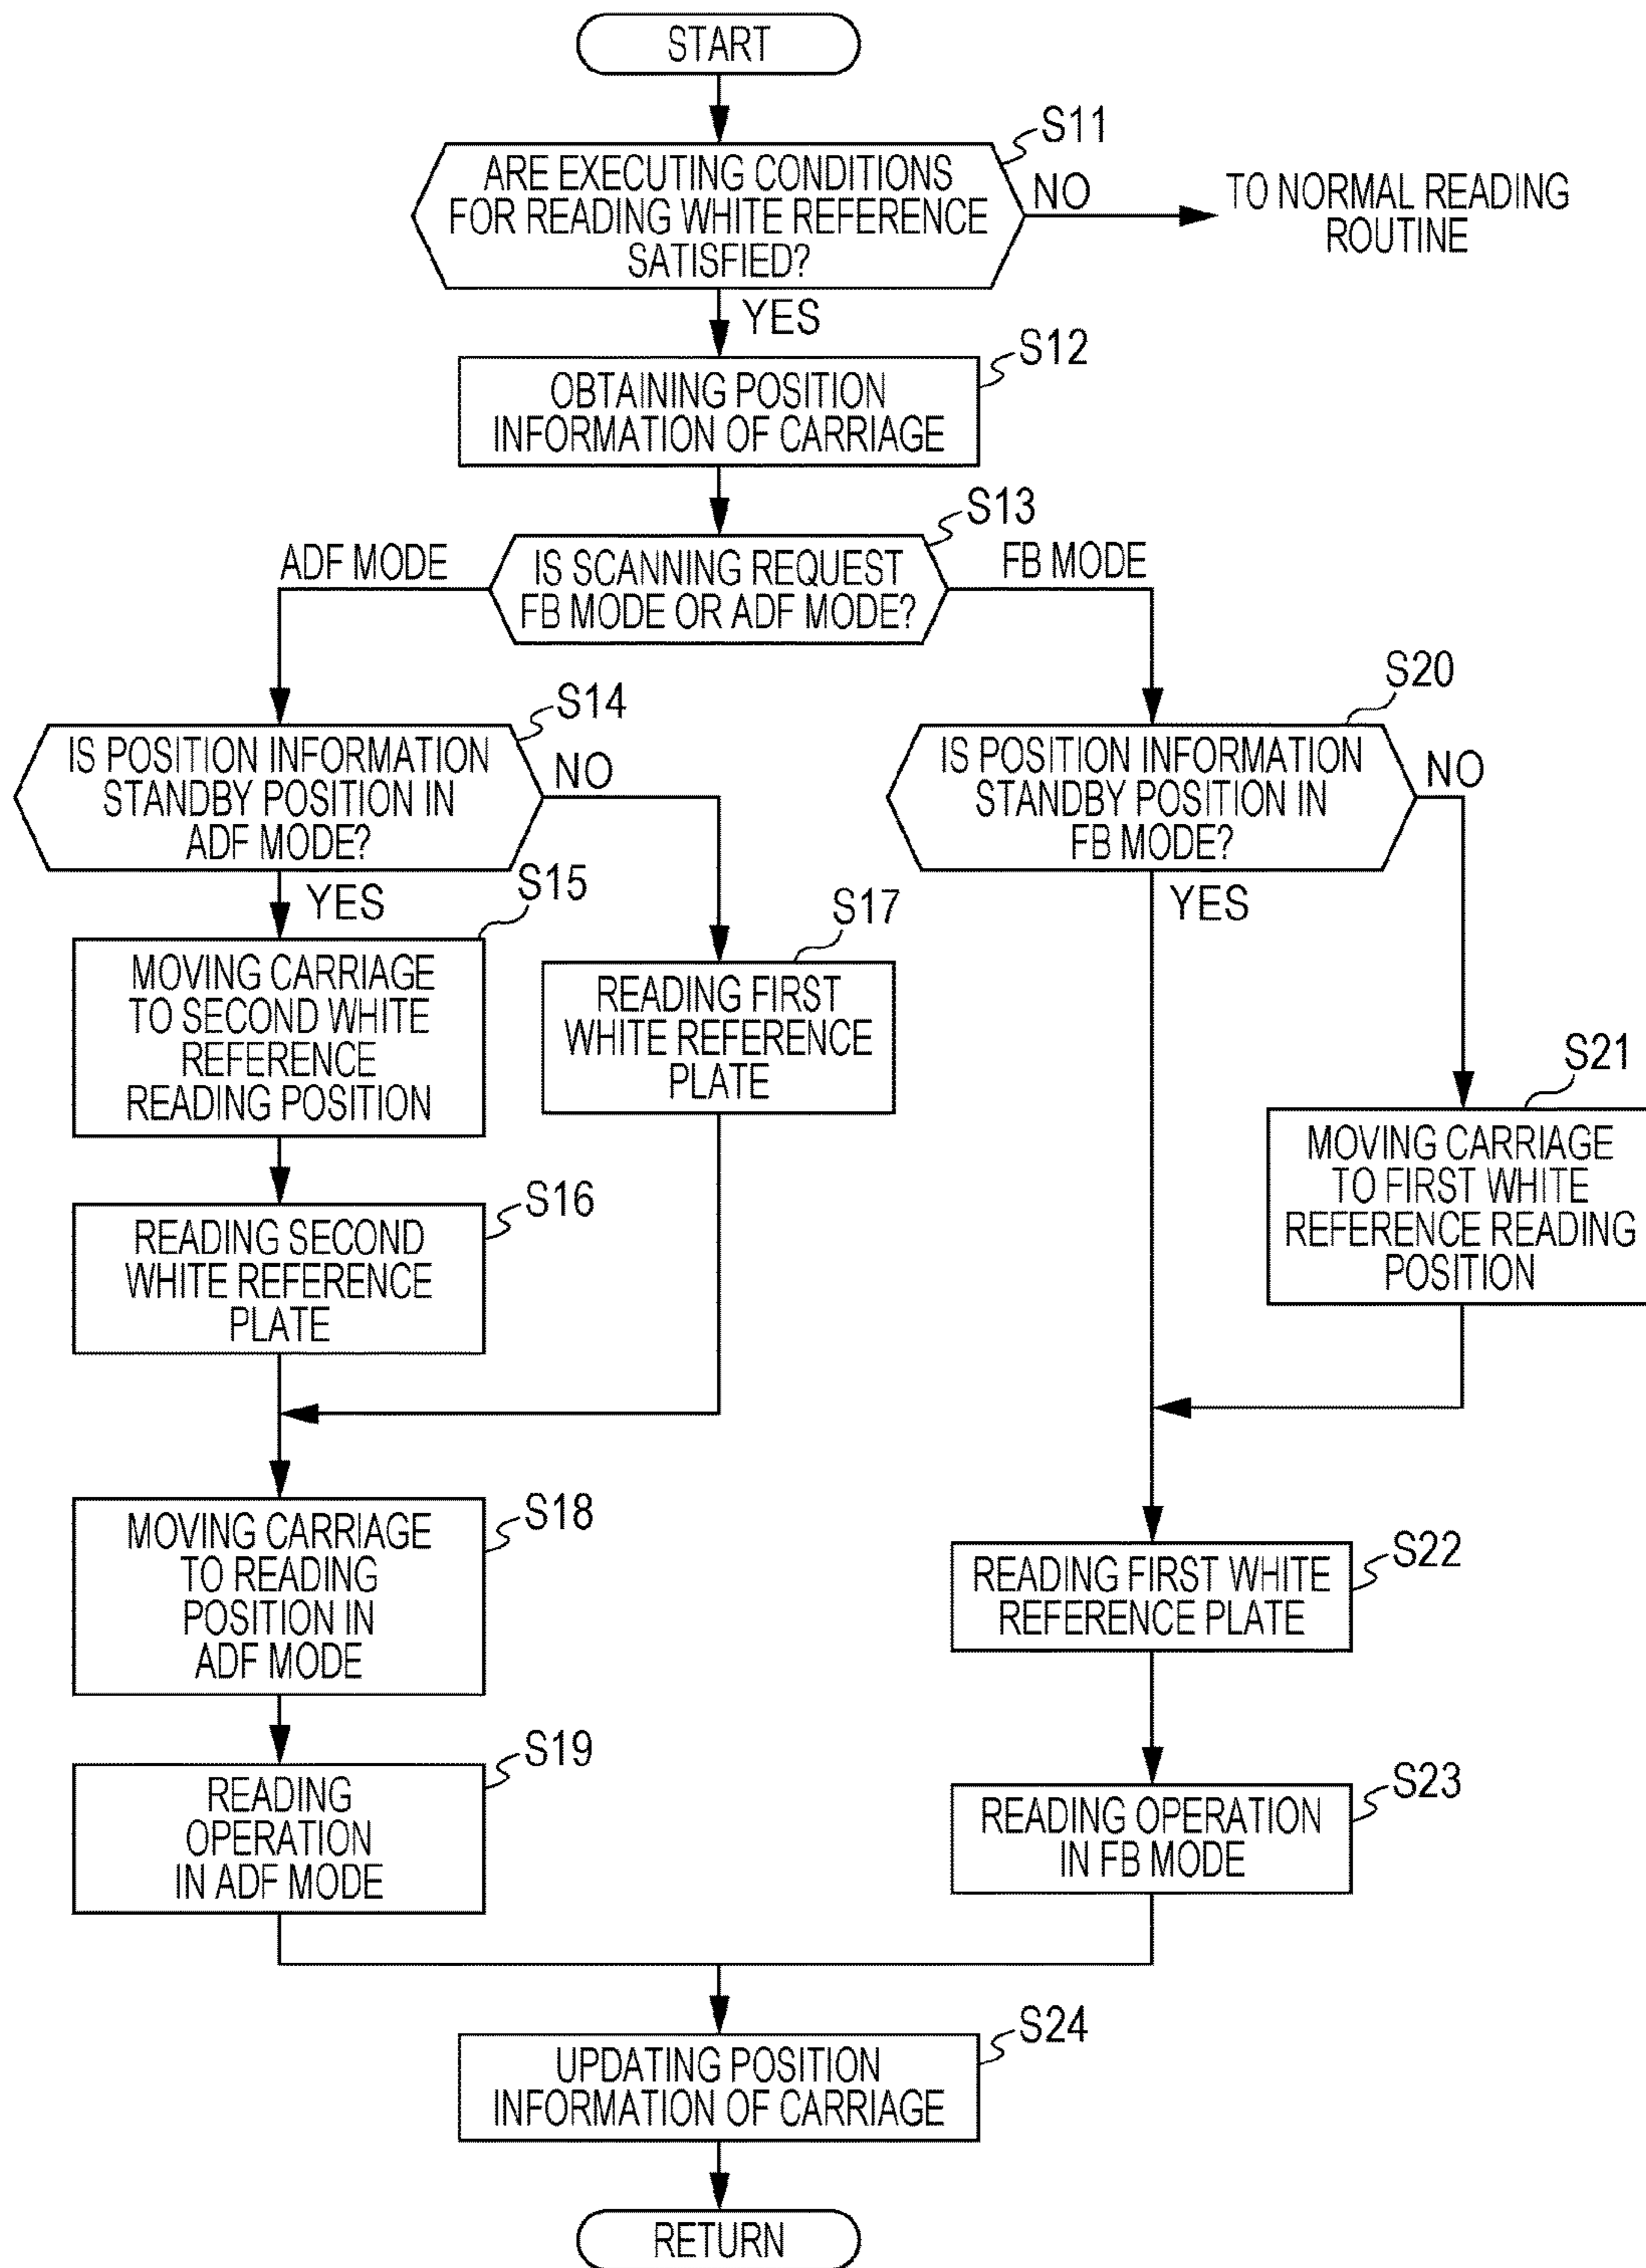 START
S11
ARE EXECUTING CONDITIONS
FOR READING WHITE REFERENCE
SATISFIED?
NO
TO NORMAL READING
ROUTINE
YES
S12
OBTAINING POSITION
INFORMATION OF CARRIAGE
S13
IS SCANNING REQUEST
FB MODE OR ADF MODE?
ADF MODE
FB MODE
S14
IS POSITION INFORMATION
STANDBY POSITION IN
ADF MODE?
NO
YES
S20
IS POSITION INFORMATION
STANDBY POSITION IN
FB MODE?
NO
YES
S15
MOVING CARRIAGE
TO SECOND WHITE
REFERENCE
READING POSITION
S17
READING FIRST
WHITE REFERENCE
PLATE
S21
MOVING CARRIAGE
TO FIRST WHITE
REFERENCE READING
POSITION
S16
READING SECOND
WHITE REFERENCE
PLATE
S18
MOVING CARRIAGE
TO READING
POSITION IN
ADF MODE
S22
READING FIRST WHITE
REFERENCE PLATE
S19
READING
OPERATION
IN ADF MODE
S23
READING OPERATION
IN FB MODE
S24
UPDATING POSITION
INFORMATION OF CARRIAGE
RETURN